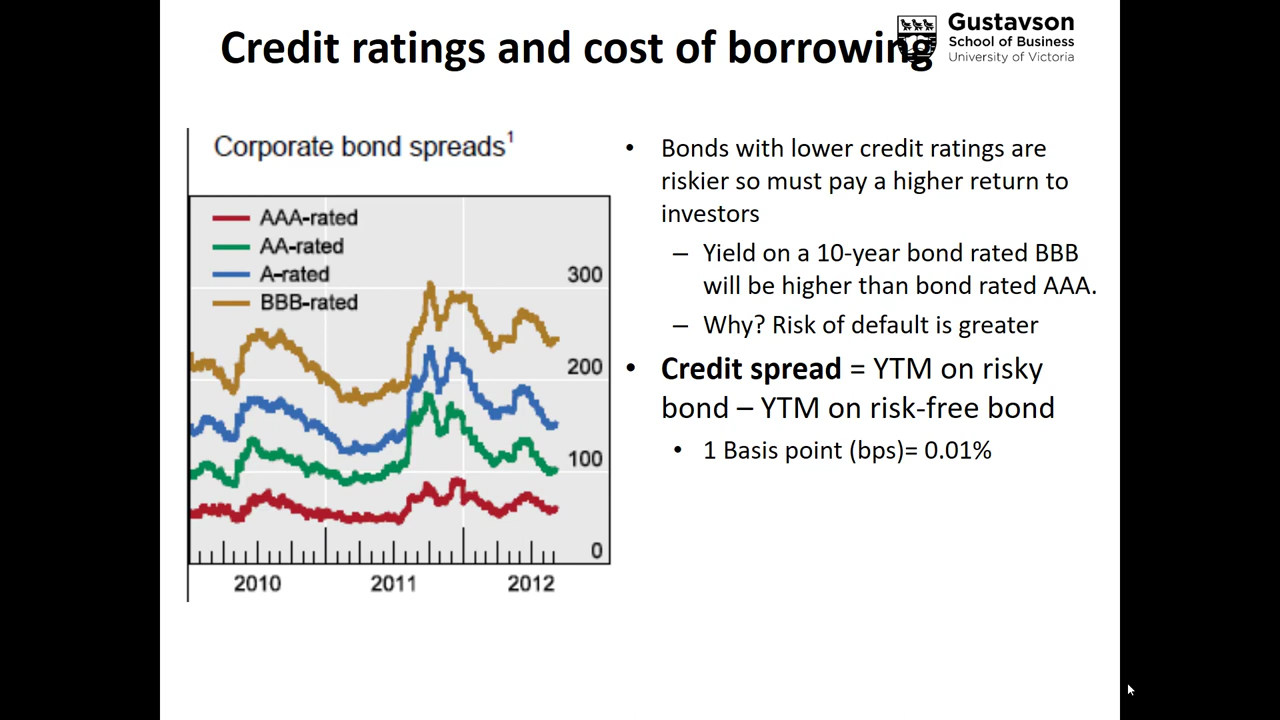 Credit ratings and cost of borrowing
Gustavson
School of Business
University of Victoria
Corporate bond spreads¹
AAA-rated
AA-rated
A-rated
BBB-rated
300
200
100
0
2010 2011 2012
• Bonds with lower credit ratings are
riskier so must pay a higher return to
investors
– Yield on a 10-year bond rated BBB
will be higher than bond rated AAA.
– Why? Risk of default is greater
• Credit spread = YTM on risky
bond – YTM on risk-free bond
• 1 Basis point (bps)= 0.01%